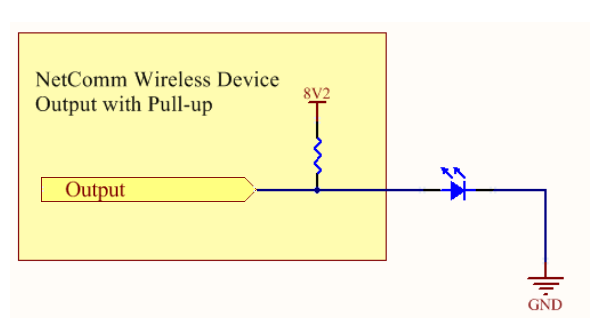 NetComm Wireless Device
Output with Pull-up
8V2
Output
GND